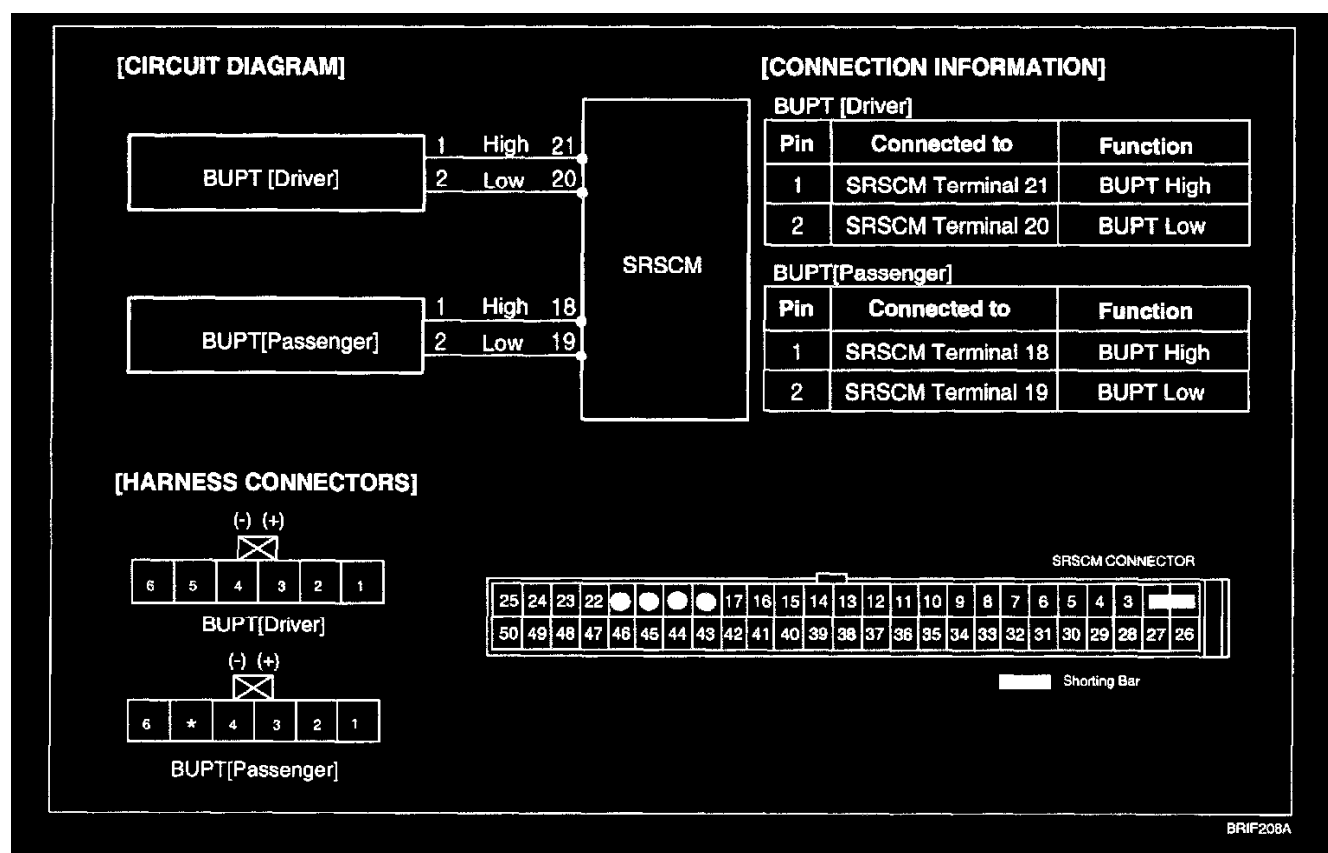 [CIRCUIT DIAGRAM]
BUPT [Driver]
1 High 21
2 Low 20
SRSCM
BUPT[Passenger]
1 High 18
2 Low 19
[CONNECTION INFORMATION]
BUPT [Driver]
Pin Connected to Function
1 SRSCM Terminal 21 BUPT High
2 SRSCM Terminal 20 BUPT Low
BUPT[Passenger]
Pin Connected to Function
1 SRSCM Terminal 18 BUPT High
2 SRSCM Terminal 19 BUPT Low
[HARNESS CONNECTORS]
(-) (+)
6 5 4 3 2 1
BUPT[Driver]
(-) (+)
6 * 4 3 2 1
BUPT[Passenger]
SRSCM CONNECTOR
25 24 23 22 17 16 15 14 13 12 11 10 9 8 7 6 5 4 3
50 49 48 47 46 45 44 43 42 41 40 39 38 37 36 35 34 33 32 31 30 29 28 27 26
Shorting Bar
BRIF208A